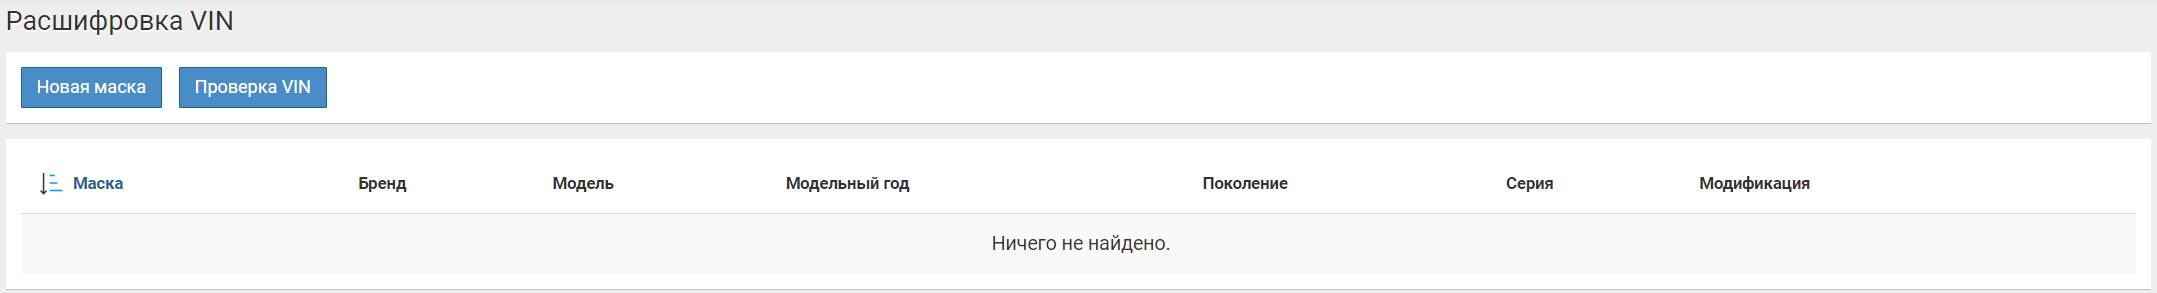 Расшифровка VIN
Новая маска Проверка VIN
Маска Бренд Модель Модельный год Поколение Серия Модификация
Ничего не найдено.